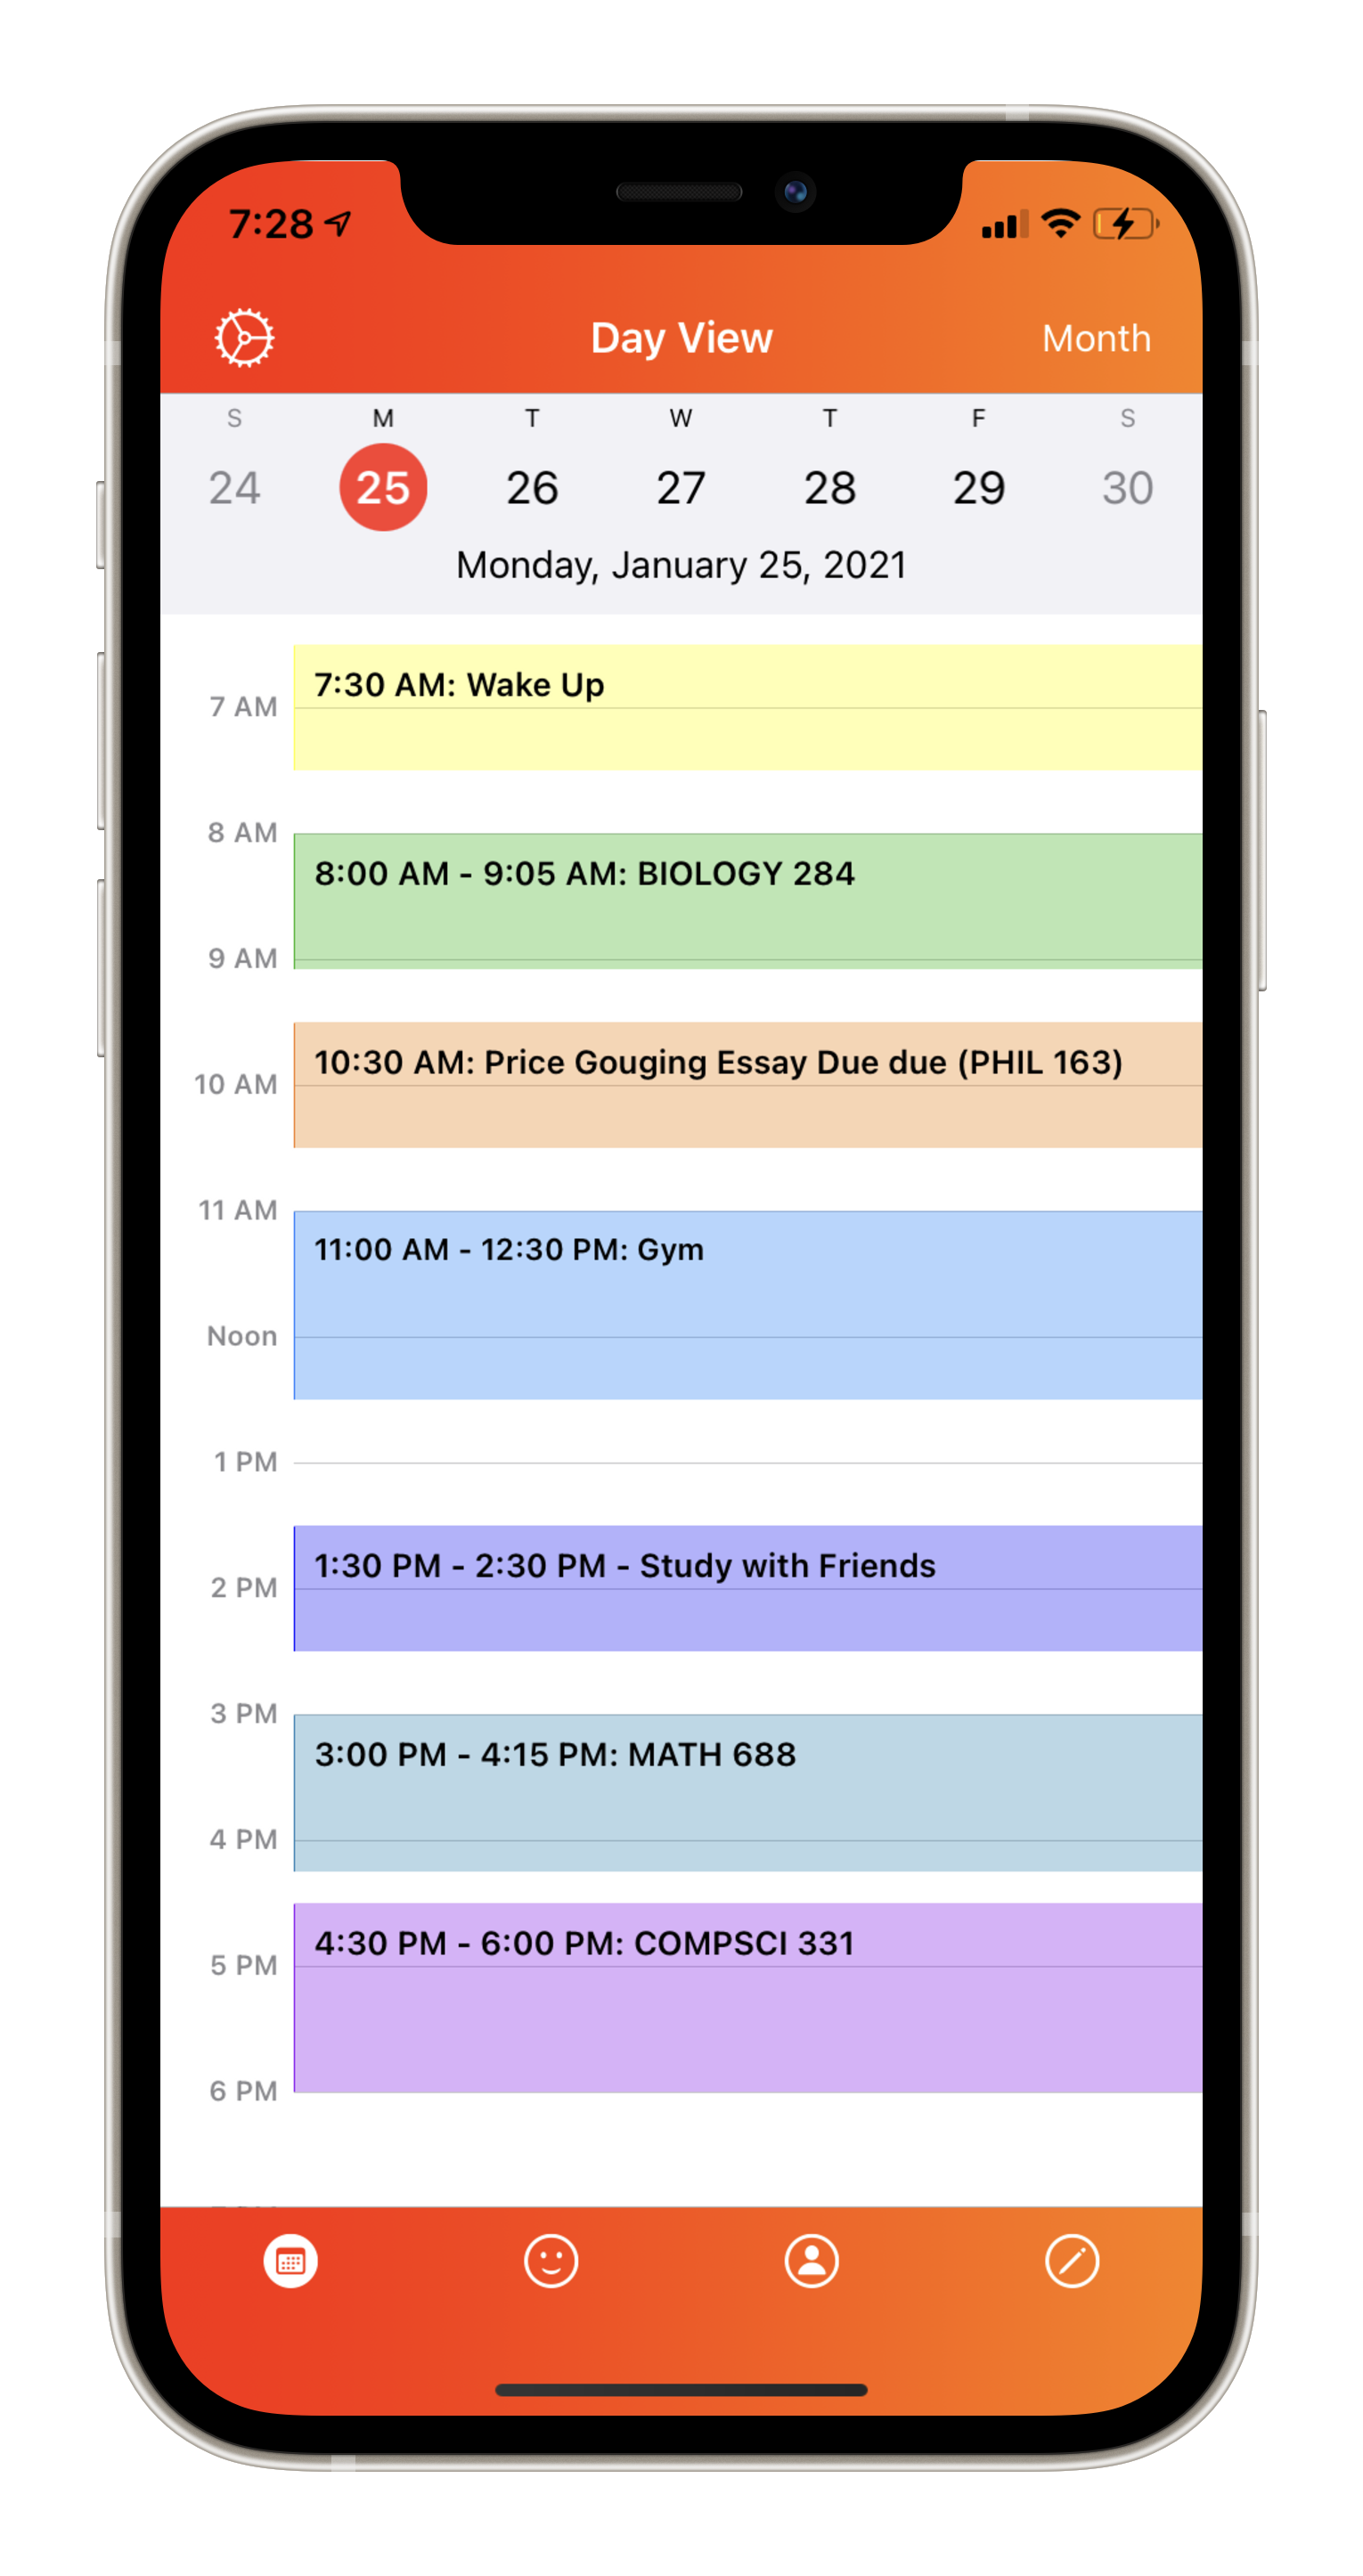 7:28
Day View
Month
S M T W T F S
24 25 26 27 28 29 30
Monday, January 25, 2021
7:30 AM: Wake Up
7 AM
8 AM
8:00 AM - 9:05 AM: BIOLOGY 284
9 AM
10:30 AM: Price Gouging Essay Due due (PHIL 163)
10 AM
11 AM
11:00 AM - 12:30 PM: Gym
Noon
1 PM
1:30 PM - 2:30 PM - Study with Friends
2 PM
3 PM
3:00 PM - 4:15 PM: MATH 688
4 PM
4:30 PM - 6:00 PM: COMPSCI 331
5 PM
6 PM